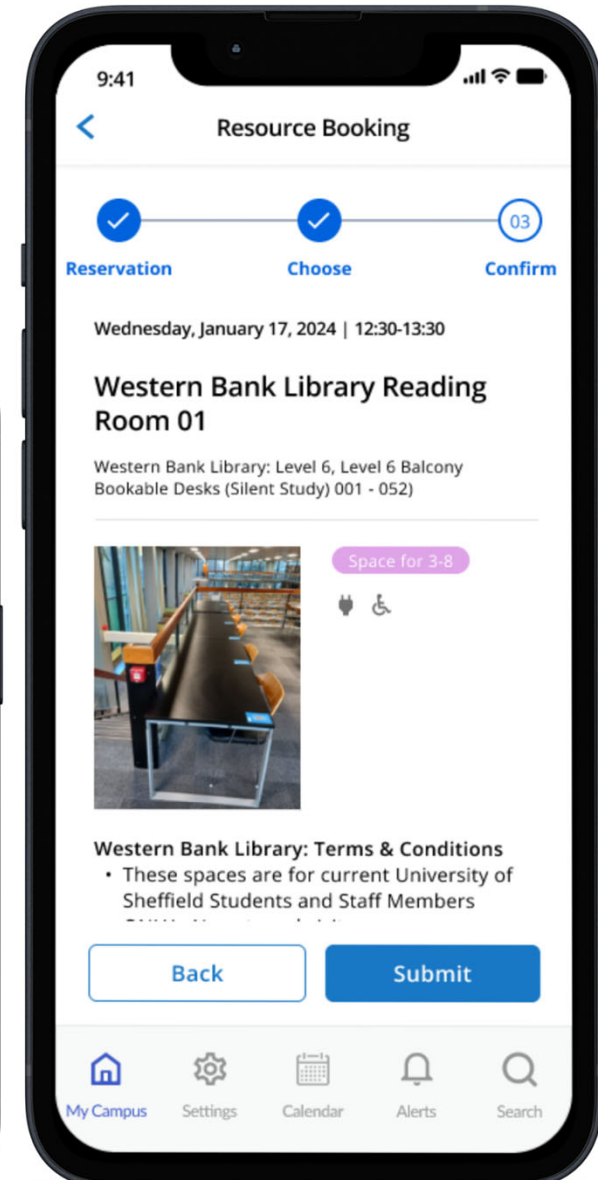 9:41
Resource Booking
03
Reservation Choose Confirm
Wednesday, January 17, 2024 | 12:30-13:30
Western Bank Library Reading
Room 01
Western Bank Library: Level 6, Level 6 Balcony
Bookable Desks (Silent Study) 001 - 052)
Space for 3-8
Western Bank Library: Terms & Conditions
• These spaces are for current University of
Sheffield Students and Staff Members
Back Submit
My Campus Settings Calendar Alerts Search